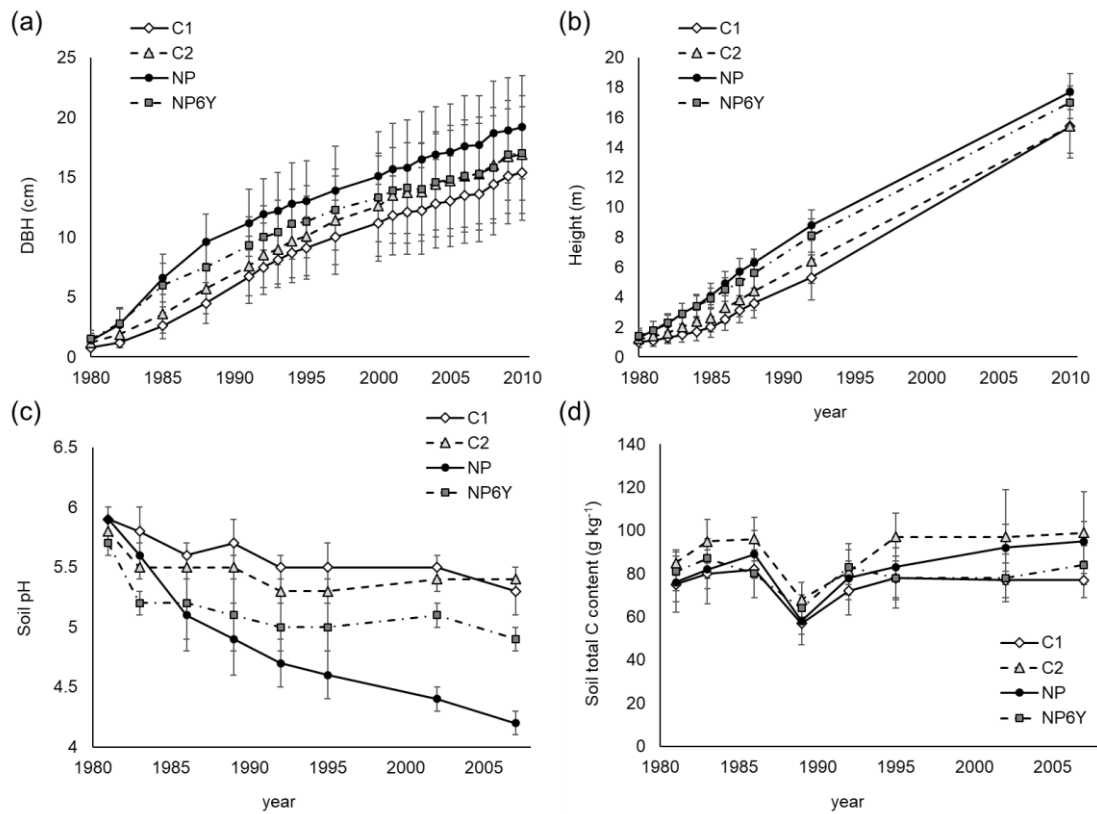 (a)
C1
C2
NP
NP6Y
25
20
15
10
5
0
DBH (cm)
1980 1985 1990 1995 2000 2005 2010
(b)
C1
C2
NP
NP6Y
20
18
16
14
12
10
8
6
4
2
0
Height (m)
1980 1985 1990 1995 2000 2005 2010
year
(c)
C1
C2
NP
NP6Y
6.5
6
5.5
5
4.5
4
Soil pH
1980 1985 1990 1995 2000 2005
year
(d)
140
120
100
80
60
40
20
0
Soil total C content (g kg⁻¹)
C1
C2
NP
NP6Y
1980 1985 1990 1995 2000 2005
year